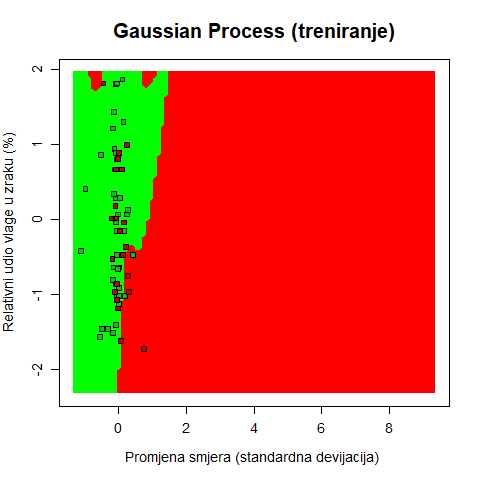 Gaussian Process (treniranje)
Relativni udio vlage u zraku (%)
2
1
0
-1
-2
0 2 4 6 8
Promjena smjera (standardna devijacija)